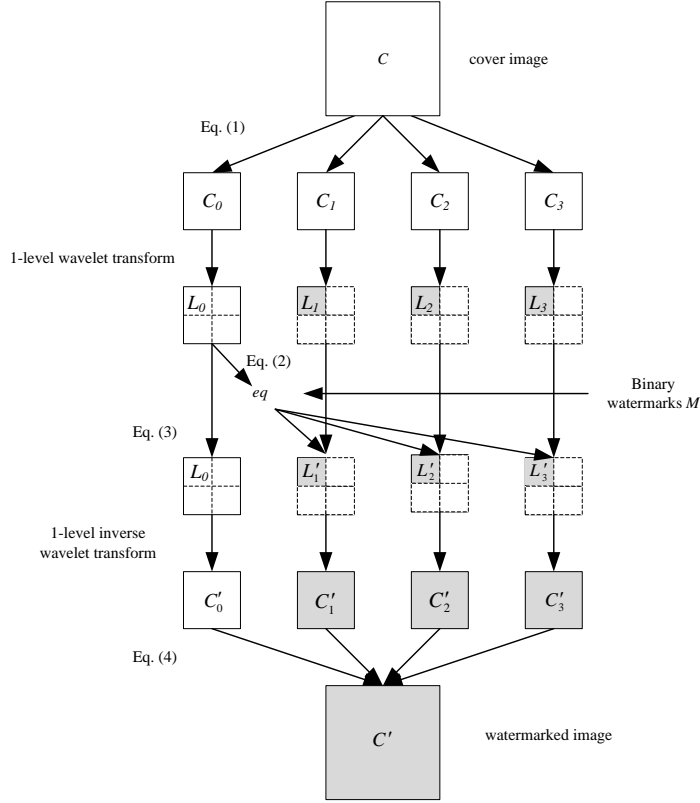 C
cover image
Eq. (1)
C₀
C₁
C₂
C₃
1-level wavelet transform
L₀
L₁
L₂
L₃
Eq. (2)
eq
Binary
watermarks M
Eq. (3)
L₀
L′₁
L′₂
L′₃
1-level inverse
wavelet transform
C′₀
C′₁
C′₂
C′₃
Eq. (4)
C′
watermarked image